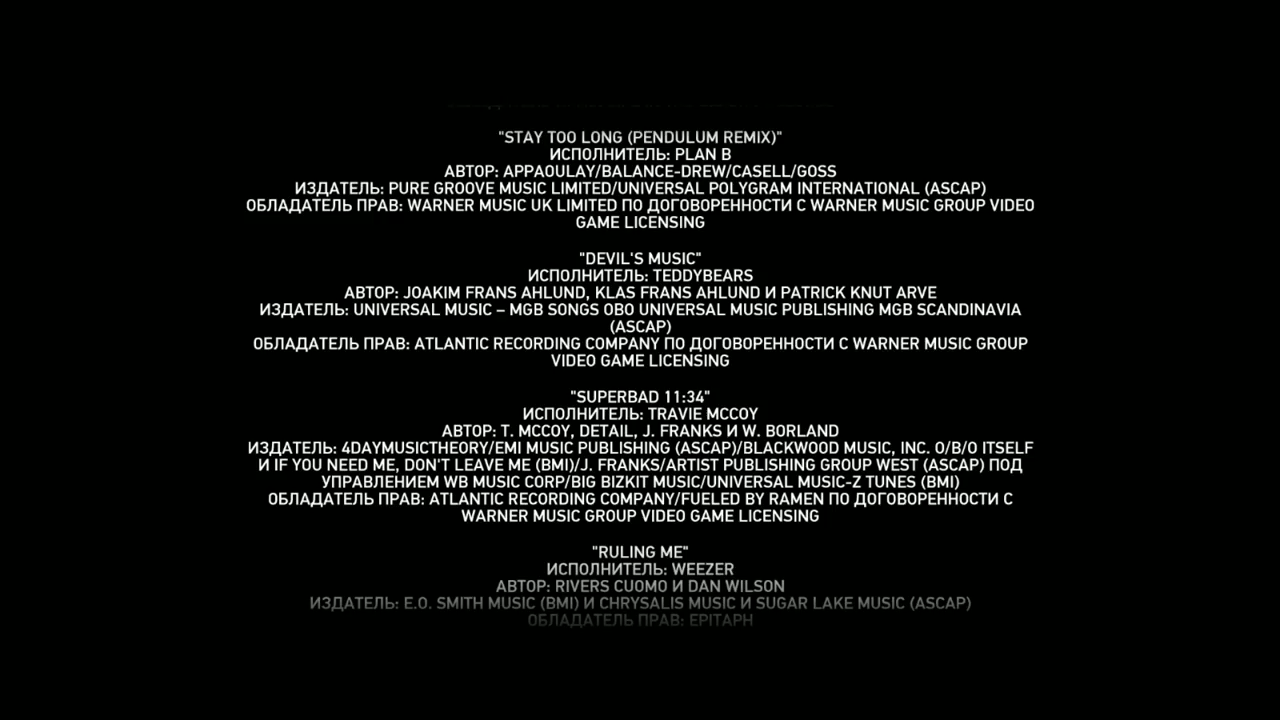 "STAY TOO LONG (PENDULUM REMIX)"
ИСПОЛНИТЕЛЬ: PLAN B
АВТОР: APPAOULAY/BALANCE-DREW/CASELL/GOSS
ИЗДАТЕЛЬ: PURE GROOVE MUSIC LIMITED/UNIVERSAL POLYGRAM INTERNATIONAL (ASCAP)
ОБЛАДАТЕЛЬ ПРАВ: WARNER MUSIC UK LIMITED ПО ДОГОВОРЕННОСТИ С WARNER MUSIC GROUP VIDEO
GAME LICENSING
"DEVIL'S MUSIC"
ИСПОЛНИТЕЛЬ: TEDDYBEARS
АВТОР: JOAKIM FRANS AHLUND, KLAS FRANS AHLUND И PATRICK KNUT ARVE
ИЗДАТЕЛЬ: UNIVERSAL MUSIC – MGB SONGS OBO UNIVERSAL MUSIC PUBLISHING MGB SCANDINAVIA
(ASCAP)
ОБЛАДАТЕЛЬ ПРАВ: ATLANTIC RECORDING COMPANY ПО ДОГОВОРЕННОСТИ С WARNER MUSIC GROUP
VIDEO GAME LICENSING
"SUPERBAD 11:34"
ИСПОЛНИТЕЛЬ: TRAVIE MCCOY
АВТОР: T. MCCOY, DETAIL, J. FRANKS И W. BORLAND
ИЗДАТЕЛЬ: 4DAYMUSICTHEORY/EMI MUSIC PUBLISHING (ASCAP)/BLACKWOOD MUSIC, INC. O/B/O ITSELF
И IF YOU NEED ME, DON'T LEAVE ME (BMI)/J. FRANKS/ARTIST PUBLISHING GROUP WEST (ASCAP) ПОД
УПРАВЛЕНИЕМ WB MUSIC CORP/BIG BIZKIT MUSIC/UNIVERSAL MUSIC-Z TUNES (BMI)
ОБЛАДАТЕЛЬ ПРАВ: ATLANTIC RECORDING COMPANY/FUELED BY RAMEN ПО ДОГОВОРЕННОСТИ С
WARNER MUSIC GROUP VIDEO GAME LICENSING
"RULING ME"
ИСПОЛНИТЕЛЬ: WEEZER
АВТОР: RIVERS CUOMO И DAN WILSON
ИЗДАТЕЛЬ: E.O. SMITH MUSIC (BMI) И CHRYSALIS MUSIC И SUGAR LAKE MUSIC (ASCAP)
ОБЛАДАТЕЛЬ ПРАВ: EPITAPH